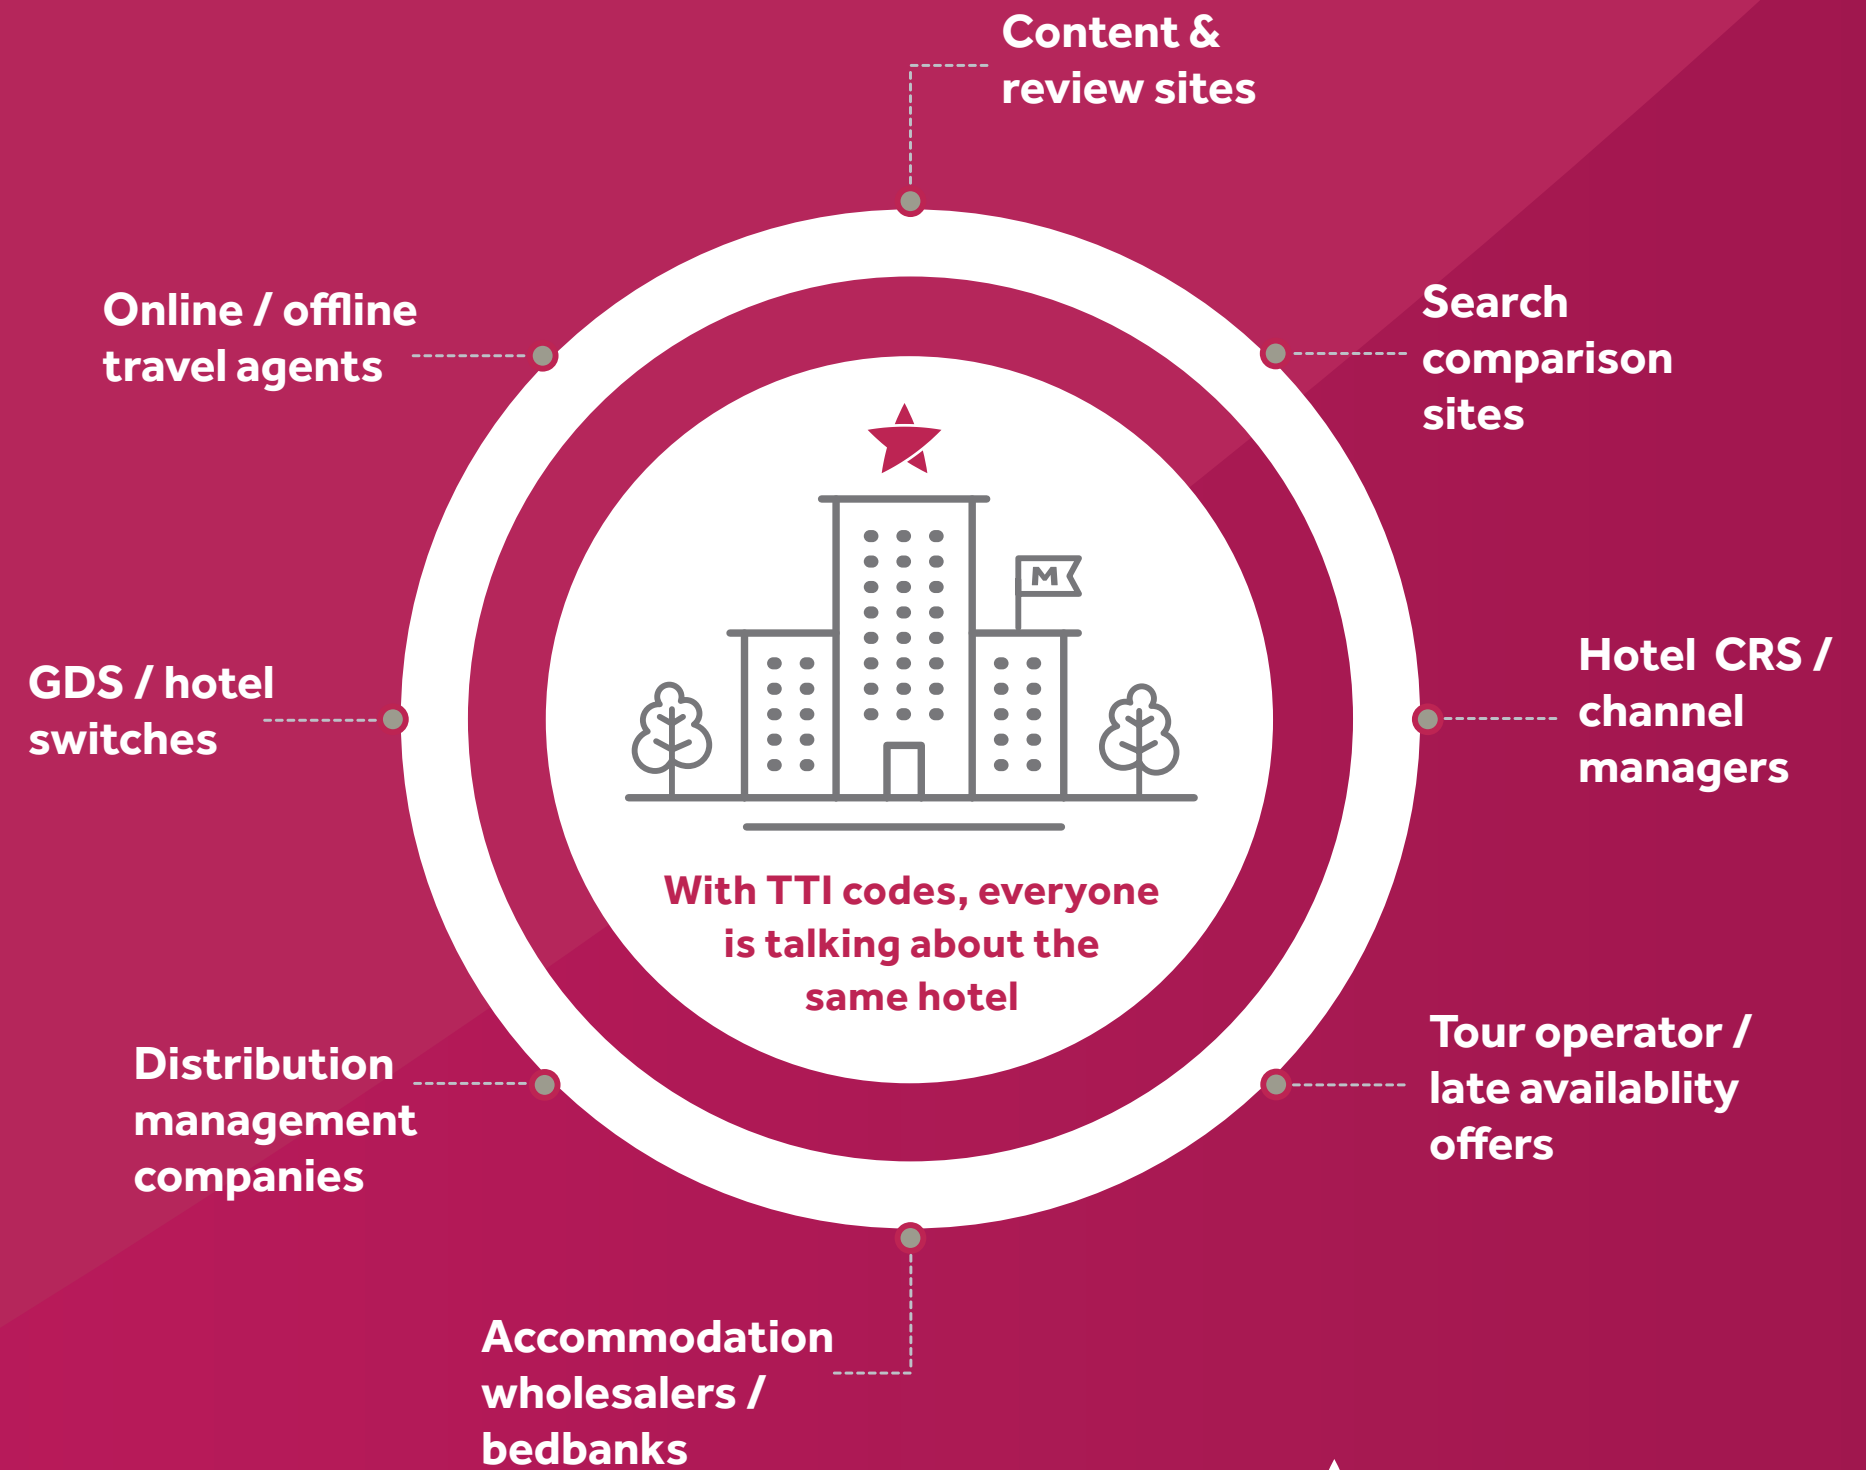 Content &
review sites
Search
comparison
sites
Hotel CRS /
channel
managers
Tour operator /
late availablity
offers
Accommodation
wholesalers /
bedbanks
Distribution
management
companies
GDS / hotel
switches
Online / offline
travel agents
M
With TTI codes, everyone
is talking about the
same hotel